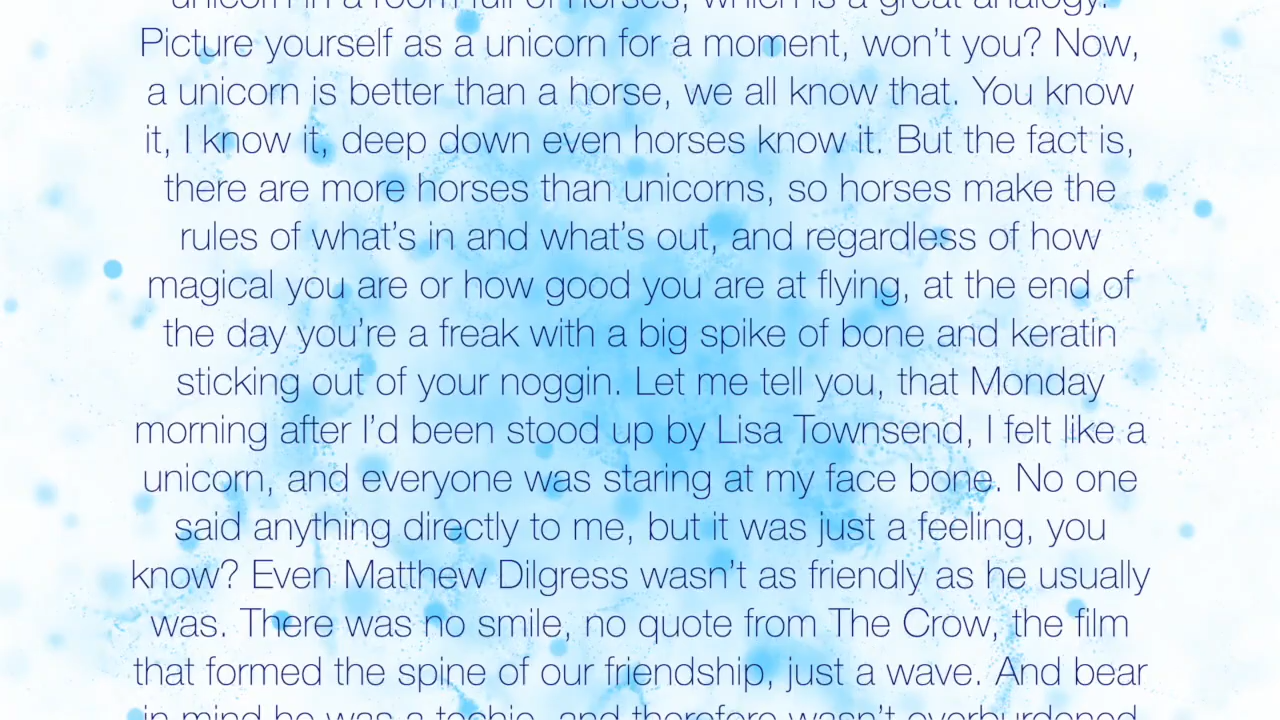 unicorn in a room full of horses, which is a great analogy.
Picture yourself as a unicorn for a moment, won’t you? Now,
a unicorn is better than a horse, we all know that. You know
it, I know it, deep down even horses know it. But the fact is,
there are more horses than unicorns, so horses make the
rules of what’s in and what’s out, and regardless of how
magical you are or how good you are at flying, at the end of
the day you’re a freak with a big spike of bone and keratin
sticking out of your noggin. Let me tell you, that Monday
morning after I’d been stood up by Lisa Townsend, I felt like a
unicorn, and everyone was staring at my face bone. No one
said anything directly to me, but it was just a feeling, you
know? Even Matthew Dilgress wasn’t as friendly as he usually
was. There was no smile, no quote from The Crow, the film
that formed the spine of our friendship, just a wave. And bear
in mind he was a techie, and therefore wasn’t overburdened